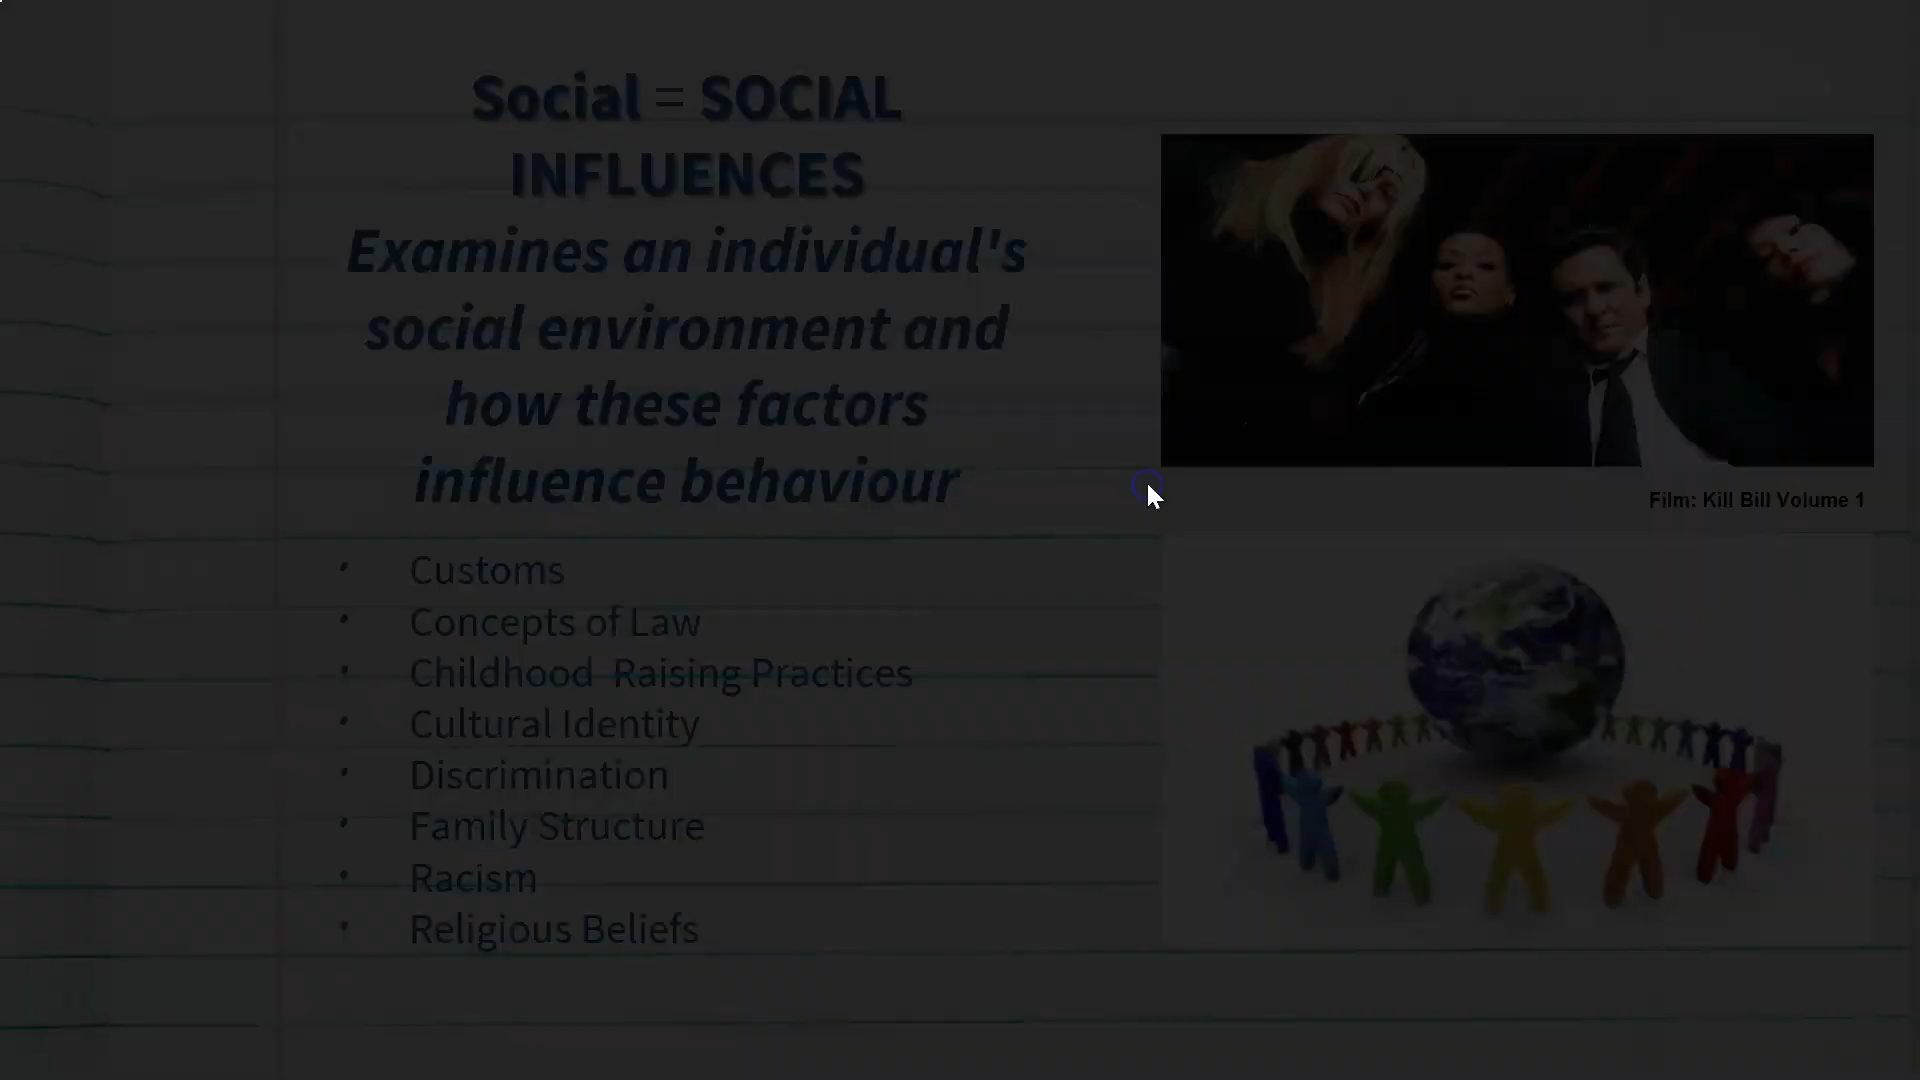 Social = SOCIAL
INFLUENCES
Examines an individual's
social environment and
how these factors
influence behaviour
• Customs
• Concepts of Law
• Childhood  Raising Practices
• Cultural Identity
• Discrimination
• Family Structure
• Racism
• Religious Beliefs
Film: Kill Bill Volume 1